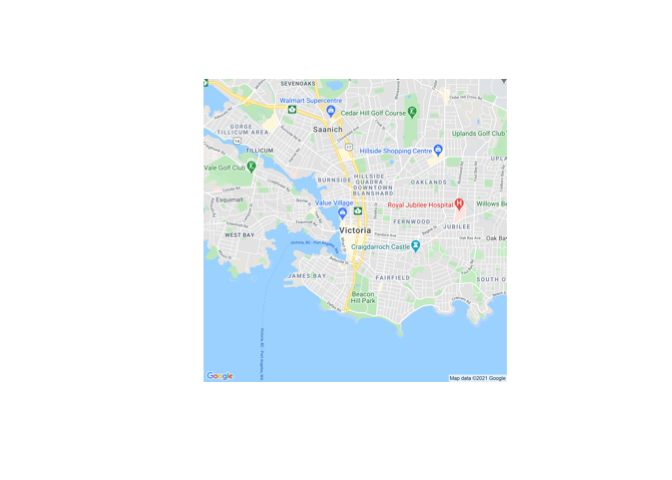 SEVENOAKS
Walmart Supercentre
Cedar Hill Golf Course
Saanich
GORGE
TILLICUM AREA
Uplands Golf Club
TILLICUM
Hillside Shopping Centre
UPLA
Vale Golf Club
BURNSIDE
HILLSIDE
QUADRA -
DOWNTOWN
BLANSHARD
OAKLANDS
Esquimalt
Value Village
Royal Jubilee Hospital
Willows Be
FERNWOOD
JUBILEE
Victoria
WEST BAY
Oak Bay
Craigdarroch Castle
JAMES BAY
FAIRFIELD
SOUTH O
Beacon
Hill Park
Google
Map data ©2021 Google